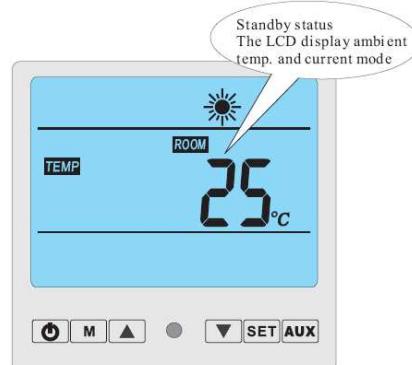 Standby status
The LCD display ambient
temp. and current mode
ROOM
TEMP
25°C
M
SET AUX